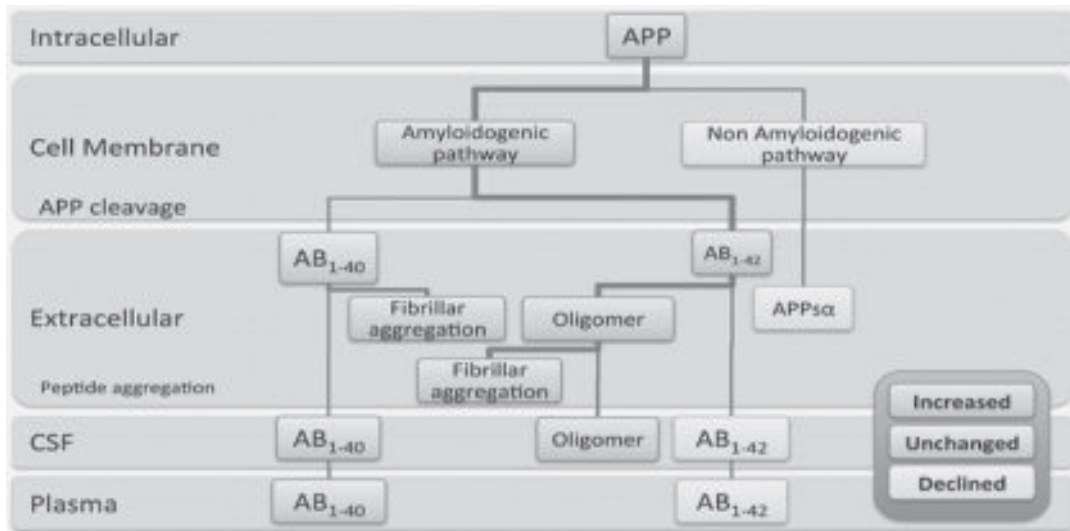 Intracellular
APP
Cell Membrane
Amyloidogenic
pathway
Non Amyloidogenic
pathway
APP cleavage
AB₁₋₄₀
AB₁₋₄₂
Extracellular
Fibrillar
aggregation
Oligomer
APPsα
Fibrillar
aggregation
Peptide aggregation
Increased
Unchanged
Declined
CSF
AB₁₋₄₀
Oligomer
AB₁₋₄₂
Plasma
AB₁₋₄₀
AB₁₋₄₂